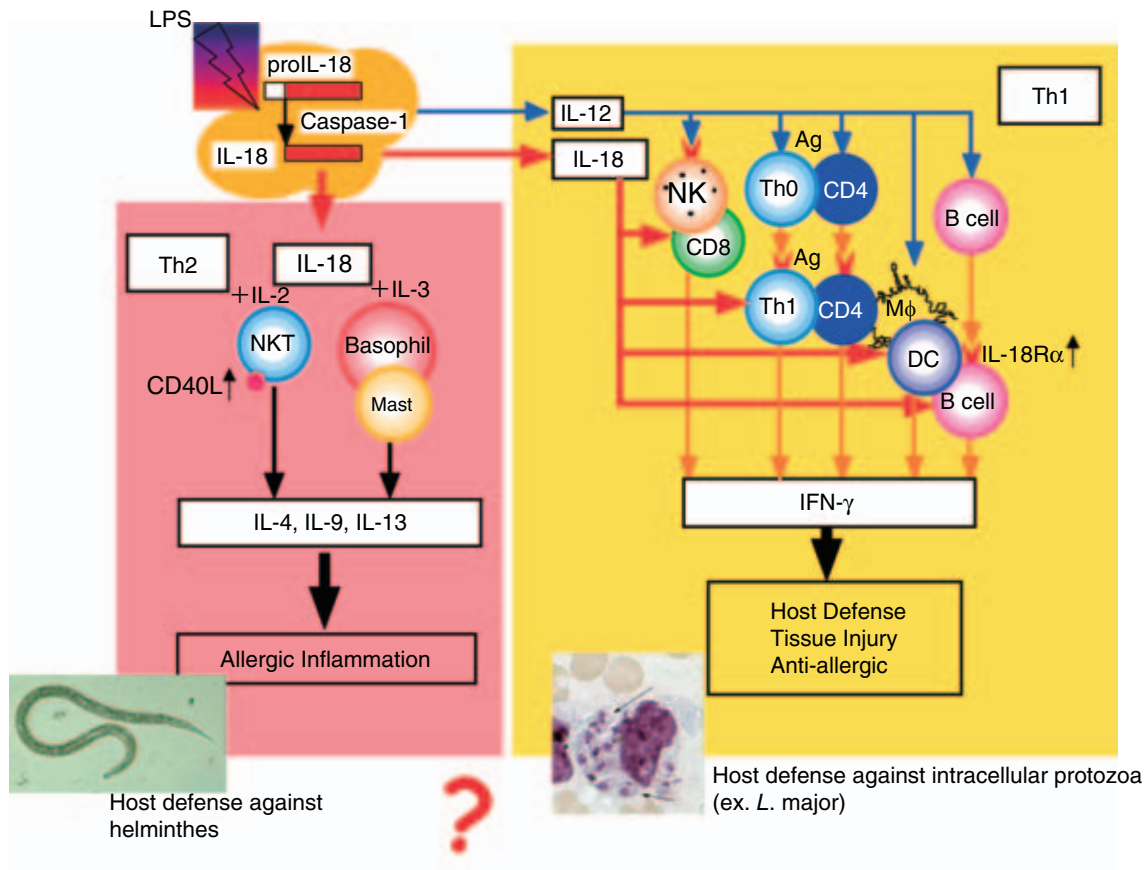 LPS
proIL-18
Caspase-1
IL-18
IL-12
IL-18
Th1
Ag
NK
Th0
CD4
B cell
CD8
Ag
Th1
CD4
Mϕ
DC
IL-18Rα
B cell
IFN-γ
Host Defense
Tissue Injury
Anti-allergic
Th2
IL-18
+IL-2
+IL-3
NKT
Basophil
CD40L
Mast
IL-4, IL-9, IL-13
Allergic Inflammation
Host defense against
helminthes
?
Host defense against intracellular protozoa
(ex. L. major)